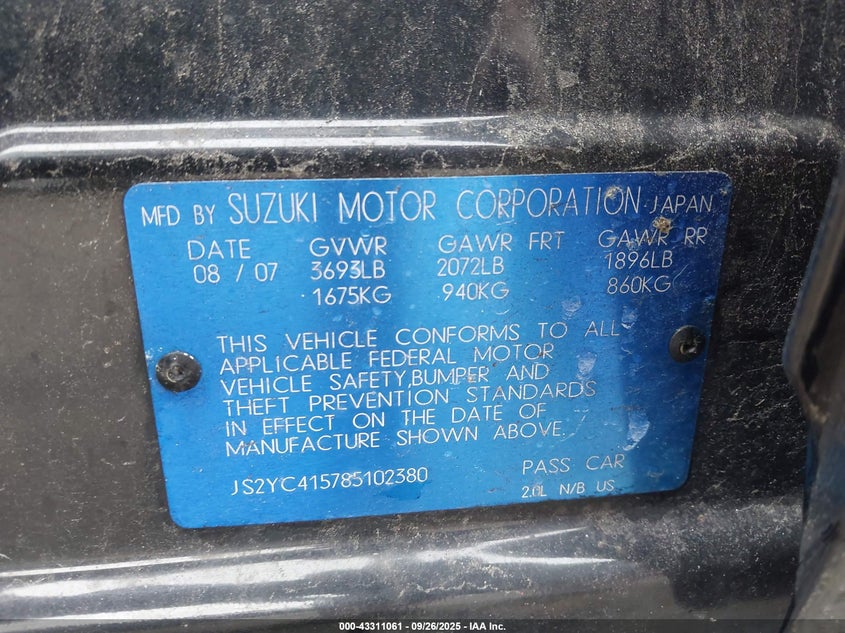 MFD BY SUZUKI MOTOR CORPORATION JAPAN
DATE GVWR GAWR FRT GAWR RR
08 / 07 3693LB 2072LB 1896LB
1675KG 940KG 860KG
THIS VEHICLE CONFORMS TO ALL
APPLICABLE FEDERAL MOTOR
VEHICLE SAFETY,BUMPER AND
THEFT PREVENTION STANDARDS
IN EFFECT ON THE DATE OF
MANUFACTURE SHOWN ABOVE.
JS2YC415785102380 PASS CAR
2.0L N/B US
000-43311061 - 09/26/2025 - IAA Inc.